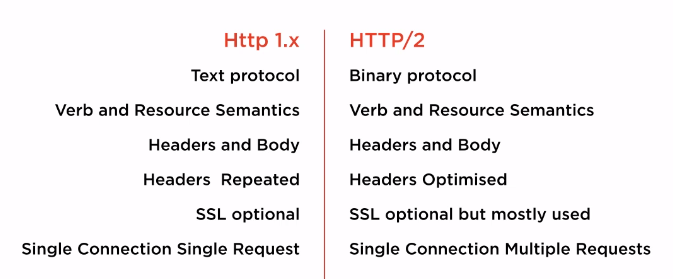 Http 1.x HTTP/2
Text protocol Binary protocol
Verb and Resource Semantics Verb and Resource Semantics
Headers and Body Headers and Body
Headers Repeated Headers Optimised
SSL optional SSL optional but mostly used
Single Connection Single Request Single Connection Multiple Requests